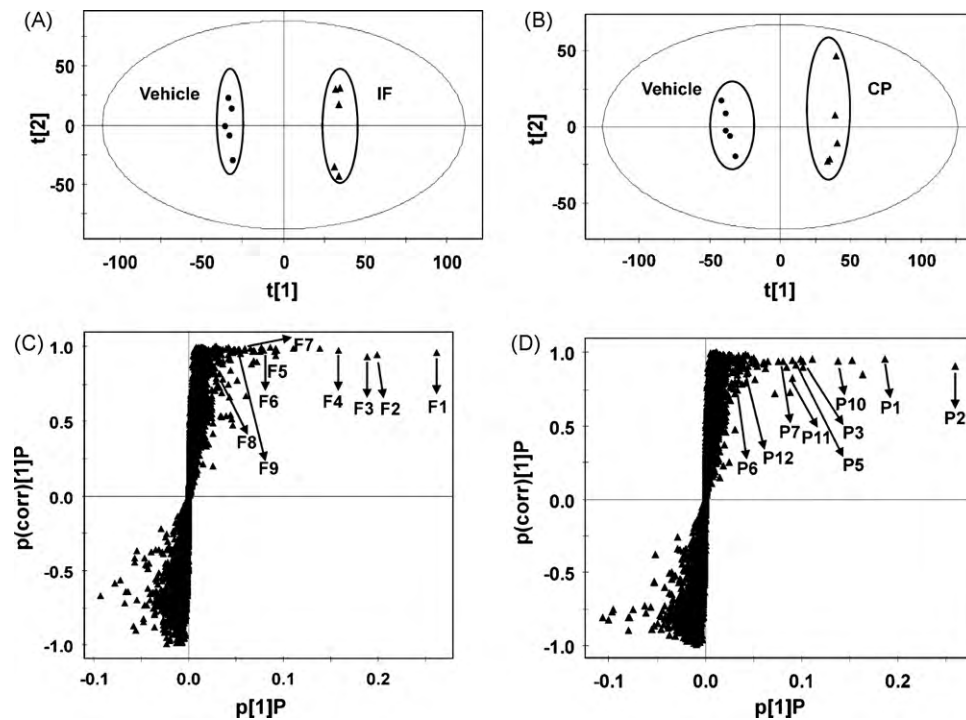 (A)
50
0
-50
t[2]
Vehicle
IF
-100
-50
0
50
100
t[1]
(B)
50
0
-50
t[2]
Vehicle
CP
-100
-50
0
50
100
t[1]
(C)
1.0
0.5
0.0
-0.5
-1.0
p(corr)[1]P
F7
F5
F6
F4
F3
F2
F1
F8
F9
-0.1
0.0
0.1
0.2
p[1]P
(D)
1.0
0.5
0.0
-0.5
-1.0
p(corr)[1]P
P10
P1
P2
P7
P11
P3
P6
P12
P5
-0.1
0.0
0.1
0.2
p[1]P